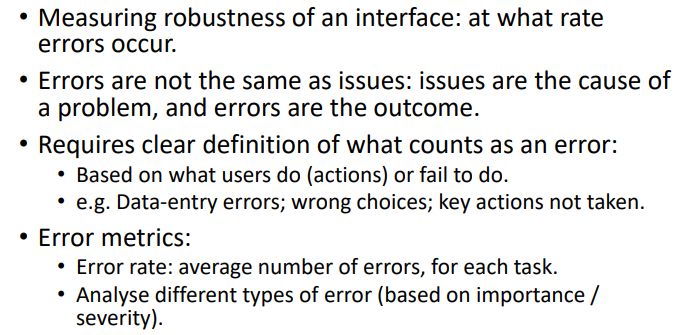 • Measuring robustness of an interface: at what rate
errors occur.
• Errors are not the same as issues: issues are the cause of
a problem, and errors are the outcome.
• Requires clear definition of what counts as an error:
• Based on what users do (actions) or fail to do.
• e.g. Data-entry errors; wrong choices; key actions not taken.
• Error metrics:
• Error rate: average number of errors, for each task.
• Analyse different types of error (based on importance /
severity).